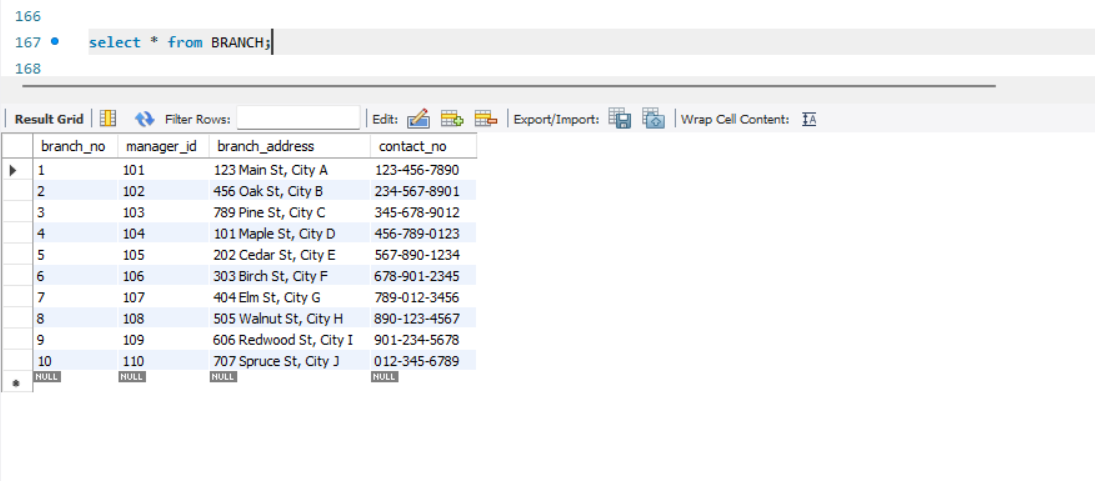 166
167 select * from BRANCH;
168
Result Grid Filter Rows: Edit: Export/Import: Wrap Cell Content: IA
branch_no manager_id branch_address contact_no
1 101 123 Main St, City A 123-456-7890
2 102 456 Oak St, City B 234-567-8901
3 103 789 Pine St, City C 345-678-9012
4 104 101 Maple St, City D 456-789-0123
5 105 202 Cedar St, City E 567-890-1234
6 106 303 Birch St, City F 678-901-2345
7 107 404 Elm St, City G 789-012-3456
8 108 505 Walnut St, City H 890-123-4567
9 109 606 Redwood St, City I 901-234-5678
10 110 707 Spruce St, City J 012-345-6789
NULL NULL NULL NULL